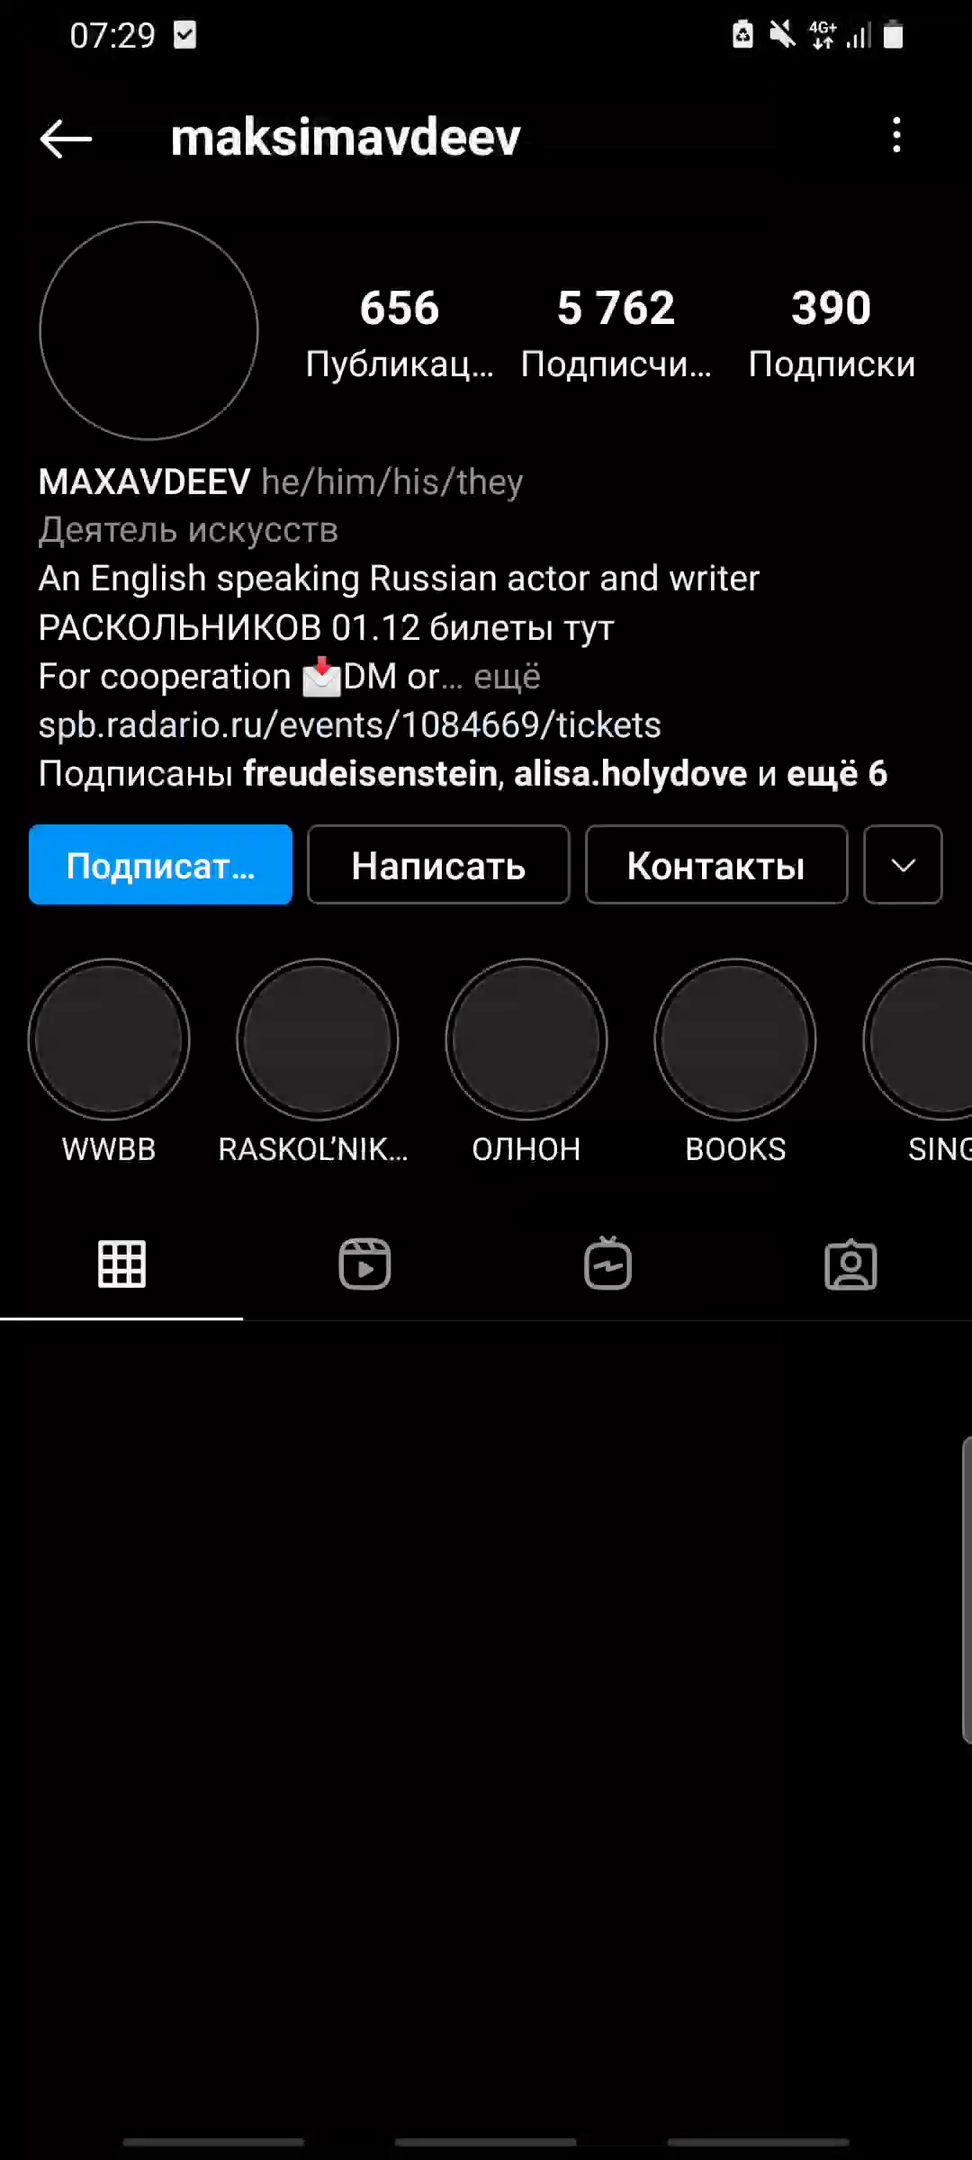 07:29
4G+
maksimavdeev
656 5 762 390
Публикац... Подписчи... Подписки
MAXAVDEEV he/him/his/they
Деятель искусств
An English speaking Russian actor and writer
РАСКОЛЬНИКОВ 01.12 билеты тут
For cooperation 📩DM or... ещё
spb.radario.ru/events/1084669/tickets
Подписаны freudeisenstein, alisa.holydove и ещё 6
Подписат... Написать Контакты
WWBB RASKOL’NIK... ОЛНОН BOOKS SING